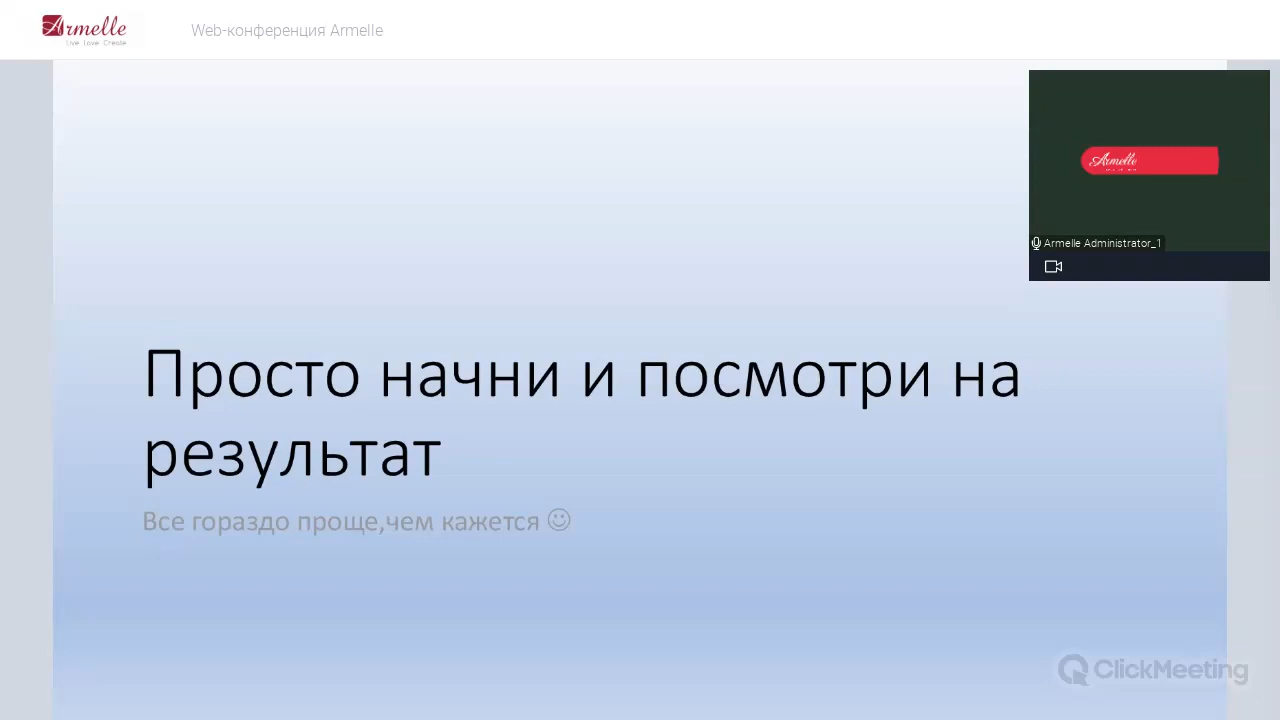 Armelle
Live Love Create
Web-конференция Armelle
Armelle
Armelle Administrator_1
Просто начни и посмотри на
результат
Все гораздо проще,чем кажется ☺
ClickMeeting